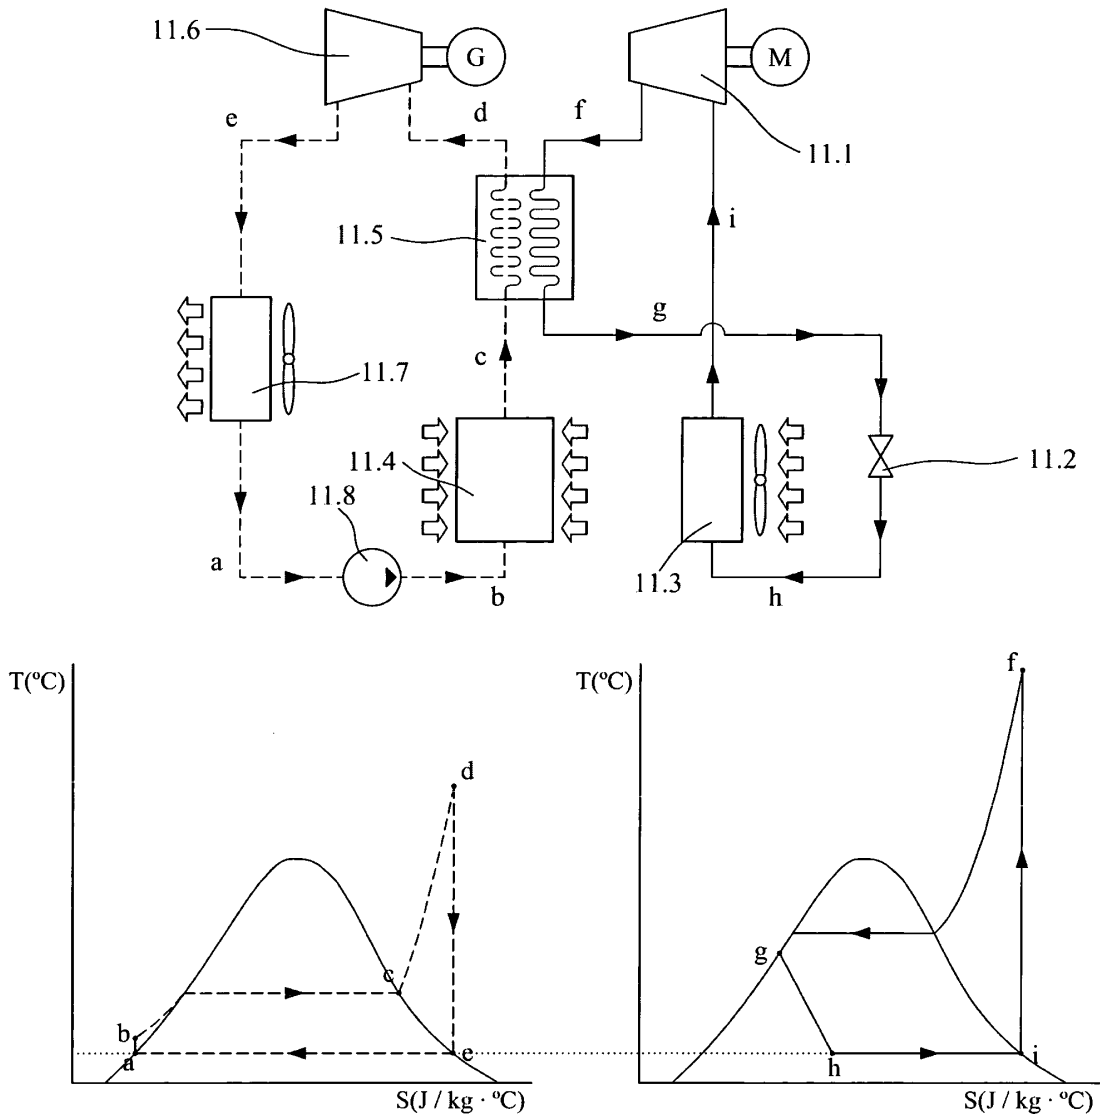 11.6
G
M
e
d
f
11.1
i
11.5
g
c
11.7
11.4
11.2
11.8
a
b
11.3
h
T(ºC)
d
c
b
a
e
S(J / kg · ºC)
T(ºC)
f
g
h
i
S(J / kg · ºC)